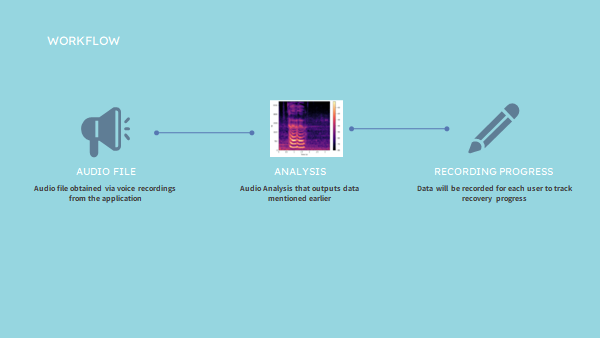 WORKFLOW
AUDIO FILE
Audio file obtained via voice recordings
from the application
ANALYSIS
Audio Analysis that outputs data
mentioned earlier
RECORDING PROGRESS
Data will be recorded for each user to track
recovery progress